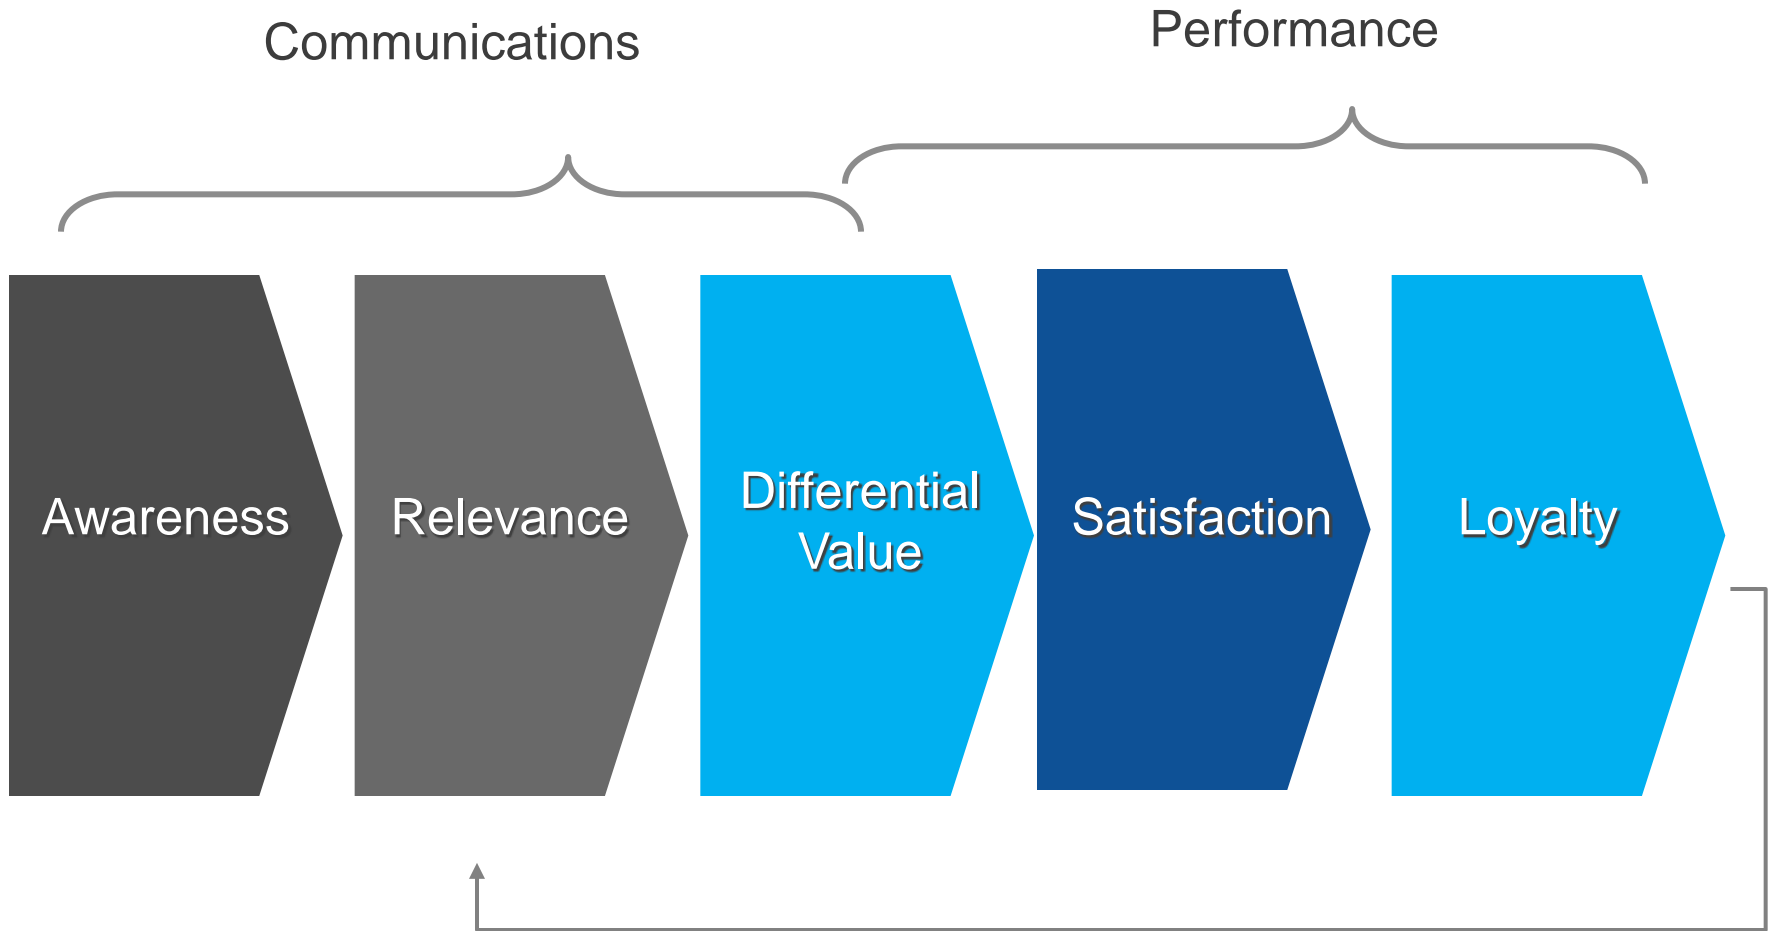 Communications
Performance
Awareness
Relevance
Differential
Value
Satisfaction
Loyalty